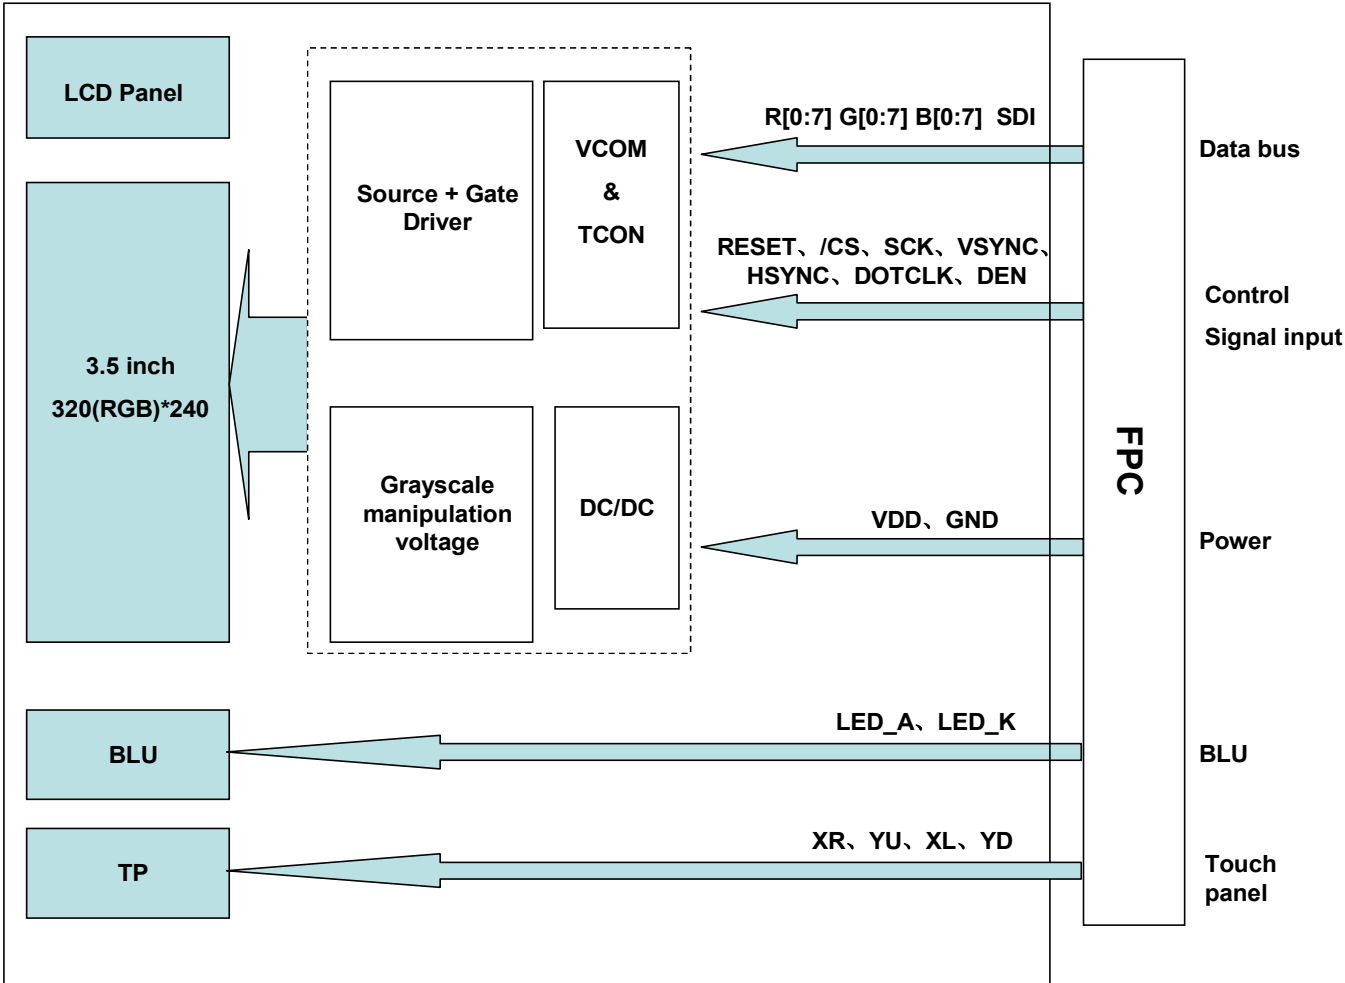 LCD Panel
3.5 inch
320(RGB)*240
Source + Gate
Driver
VCOM
&
TCON
Grayscale
manipulation
voltage
DC/DC
R[0:7] G[0:7] B[0:7]  SDI
RESET、/CS、SCK、VSYNC、
HSYNC、DOTCLK、DEN
VDD、GND
LED_A、LED_K
XR、YU、XL、YD
BLU
TP
FPC
Data bus
Control
Signal input
Power
BLU
Touch
panel